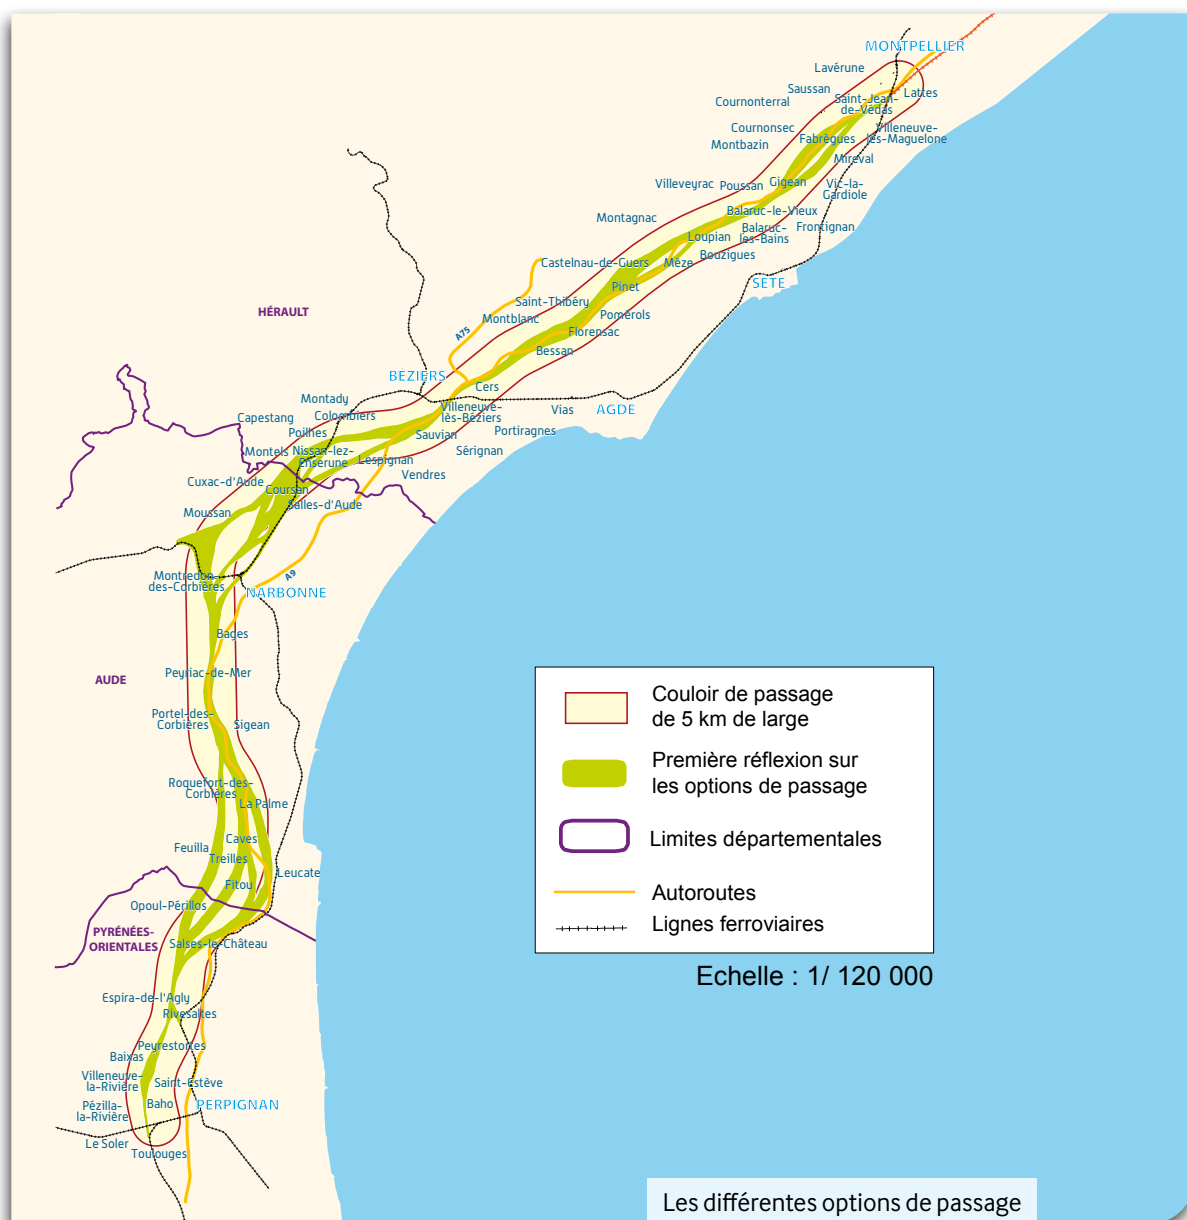 MONTPELLIER
Lavérune
Saussan
Lattes
Cournonterral
Saint-Jean-
de-Védas
Cournonsec
Villeneuve-
lès-Maguelone
Fabrègues
Montbazin
Mireval
Villeveyrac
Poussan
Gigean
Vic-la-
Gardiole
Montagnac
Balaruc-le-Vieux
Balaruc-
les-Bains
Frontignan
Loupian
Bouzigues
Castelnau-de-Guers
Mèze
SÈTE
Pinet
Saint-Thibéry
HÉRAULT
Montblanc
Pomérols
A75
Florensac
Bessan
BÉZIERS
Cers
Montady
Villeneuve-
lès-Béziers
Vias
AGDE
Capestang
Colombiers
Poilhes
Sauvian
Portiragnes
Montels
Nissan-lez-
Enserune
Lespignan
Sérignan
Vendres
Cuxac-d'Aude
Coursan
Salles-d'Aude
Moussan
Montredon-
des-Corbières
A9
NARBONNE
Bages
Peyriac-de-Mer
AUDE
Portel-des-
Corbières
Sigean
Roquefort-des-
Corbières
La Palme
Caves
Feuilla
Treilles
Leucate
Fitou
Opoul-Périllos
PYRÉNÉES-
ORIENTALES
Salses-le-Château
Espira-de-l'Agly
Rivesaltes
Peyrestortes
Baixas
Villeneuve-
la-Rivière
Saint-Estève
Pézilla-
la-Rivière
Baho
PERPIGNAN
Le Soler
Toulouges
Couloir de passage
de 5 km de large
Première réflexion sur
les options de passage
Limites départementales
Autoroutes
Lignes ferroviaires
Echelle : 1/ 120 000
Les différentes options de passage